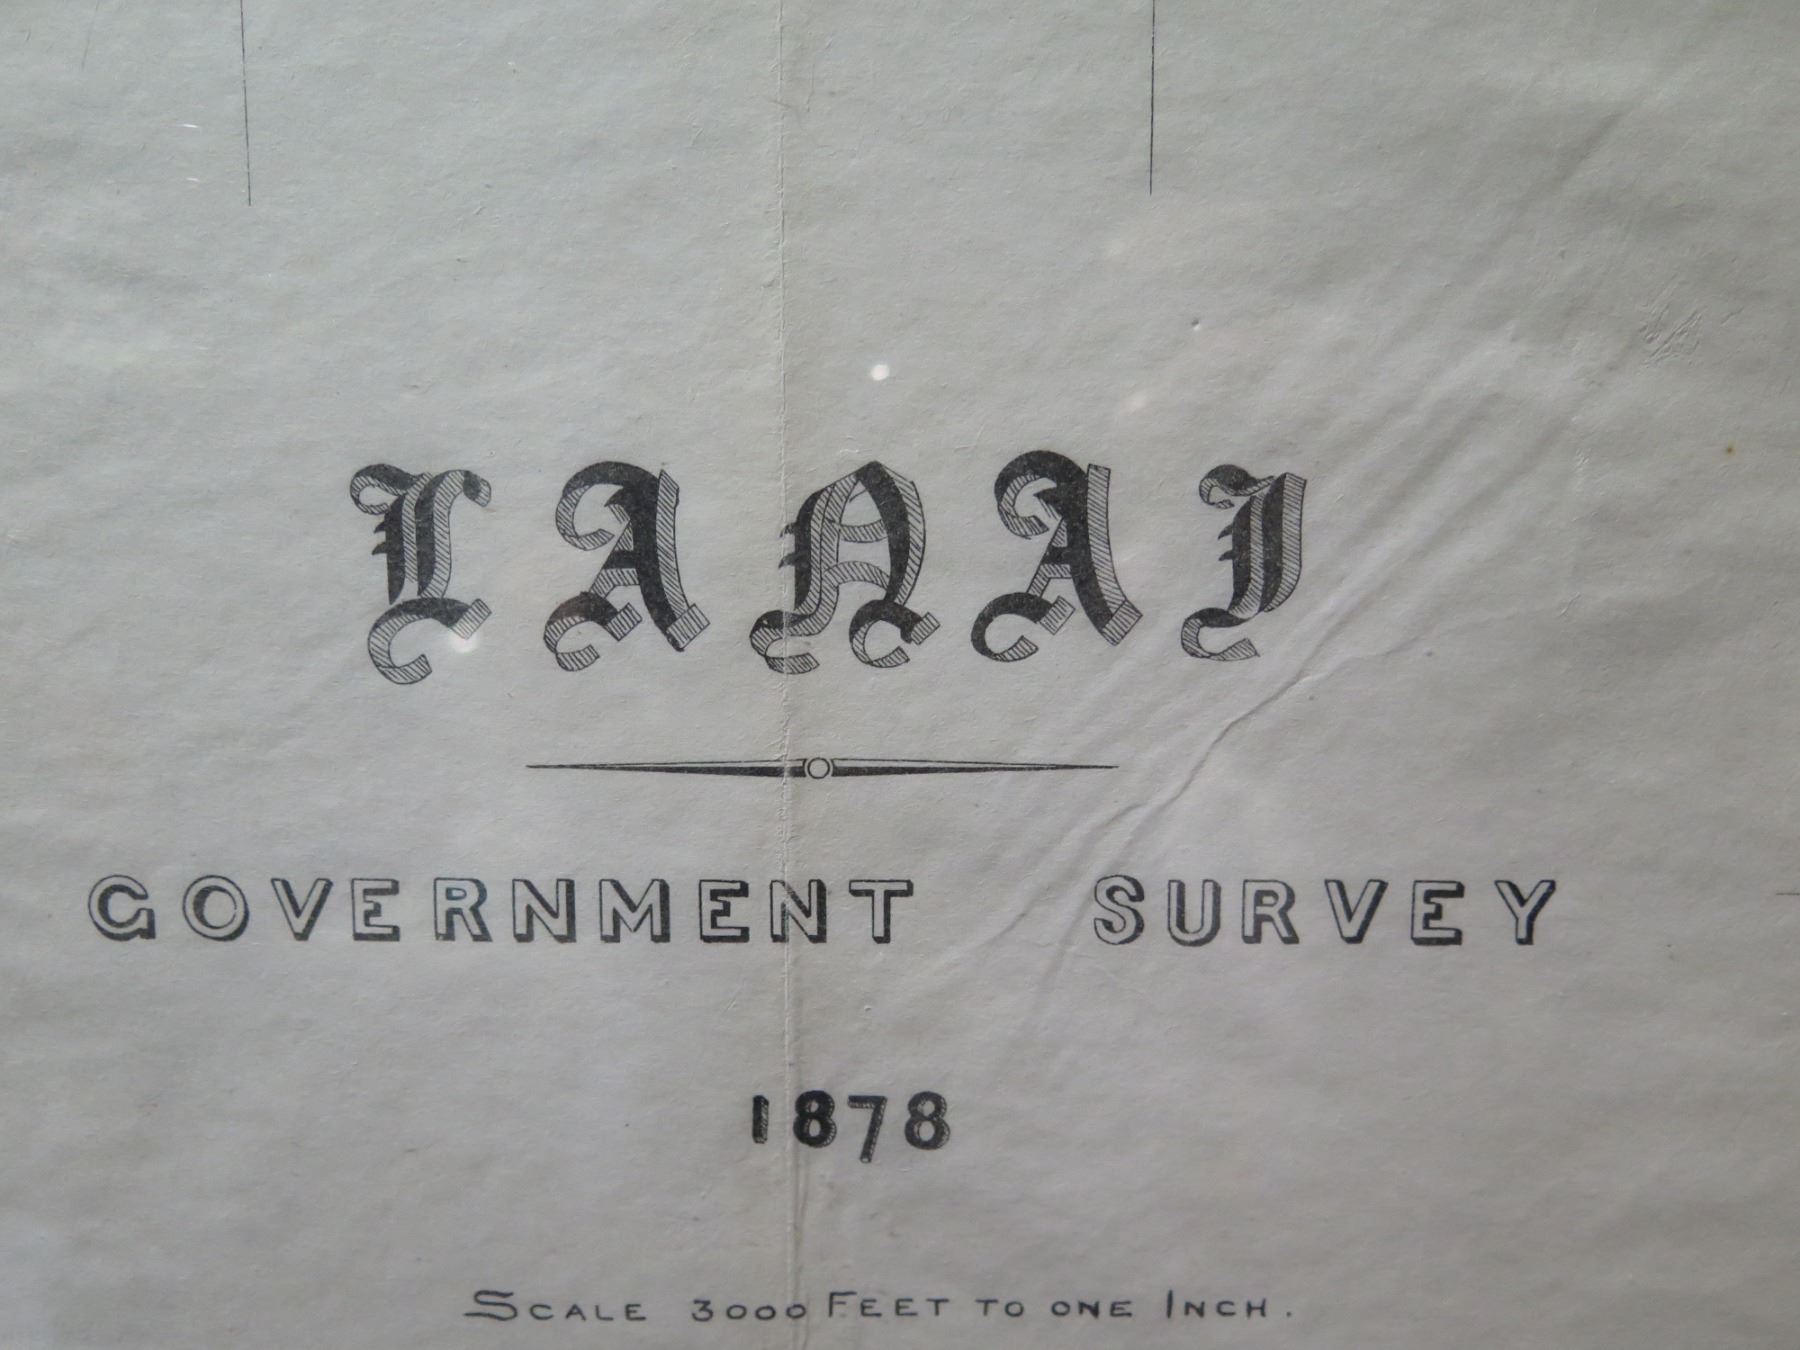 LANAI
GOVERNMENT SURVEY
1878
SCALE 3000 FEET TO ONE INCH.